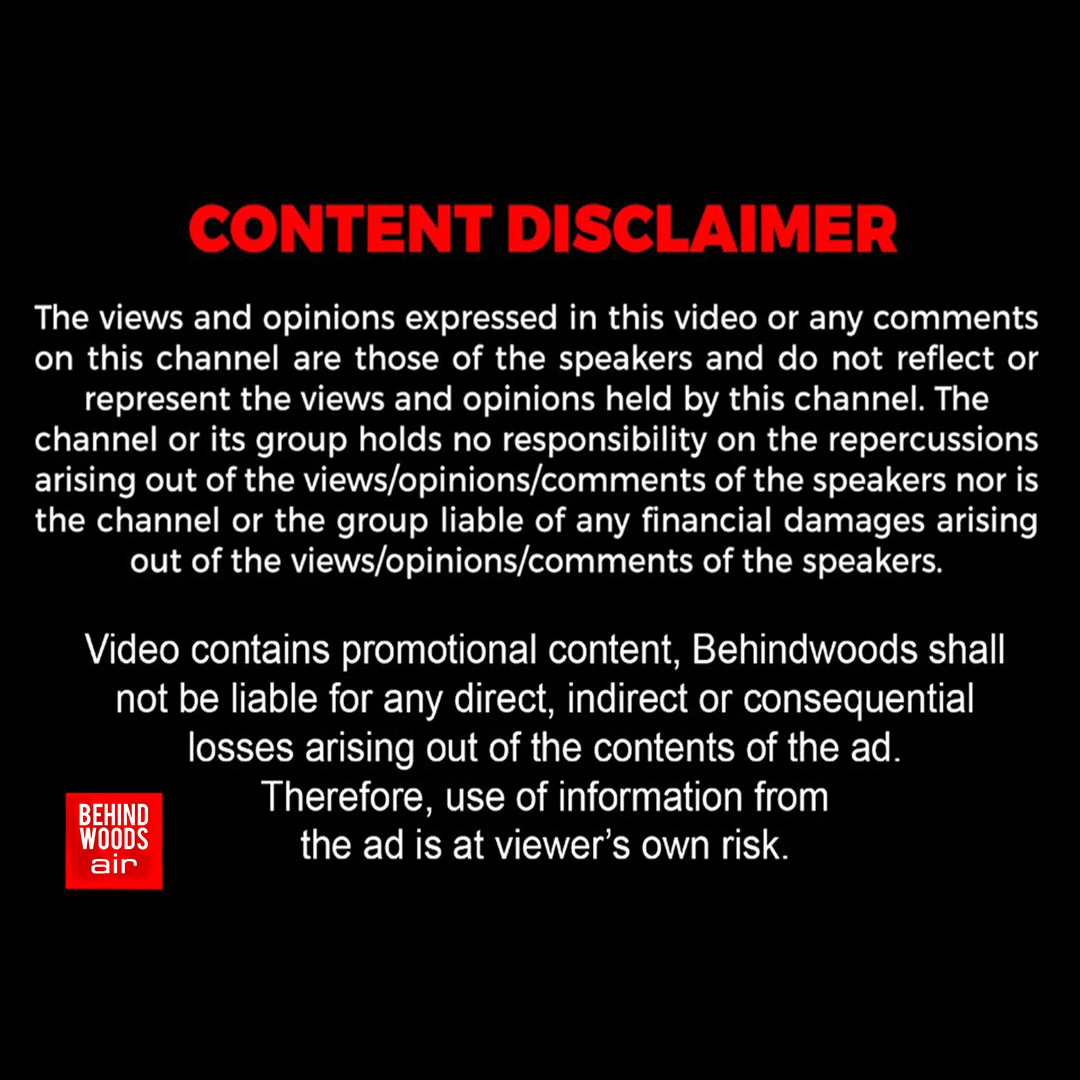 CONTENT DISCLAIMER
The views and opinions expressed in this video or any comments
on this channel are those of the speakers and do not reflect or
represent the views and opinions held by this channel. The
channel or its group holds no responsibility on the repercussions
arising out of the views/opinions/comments of the speakers nor is
the channel or the group liable of any financial damages arising
out of the views/opinions/comments of the speakers.
Video contains promotional content, Behindwoods shall
not be liable for any direct, indirect or consequential
losses arising out of the contents of the ad.
Therefore, use of information from
the ad is at viewer’s own risk.
BEHIND
WOODS
air